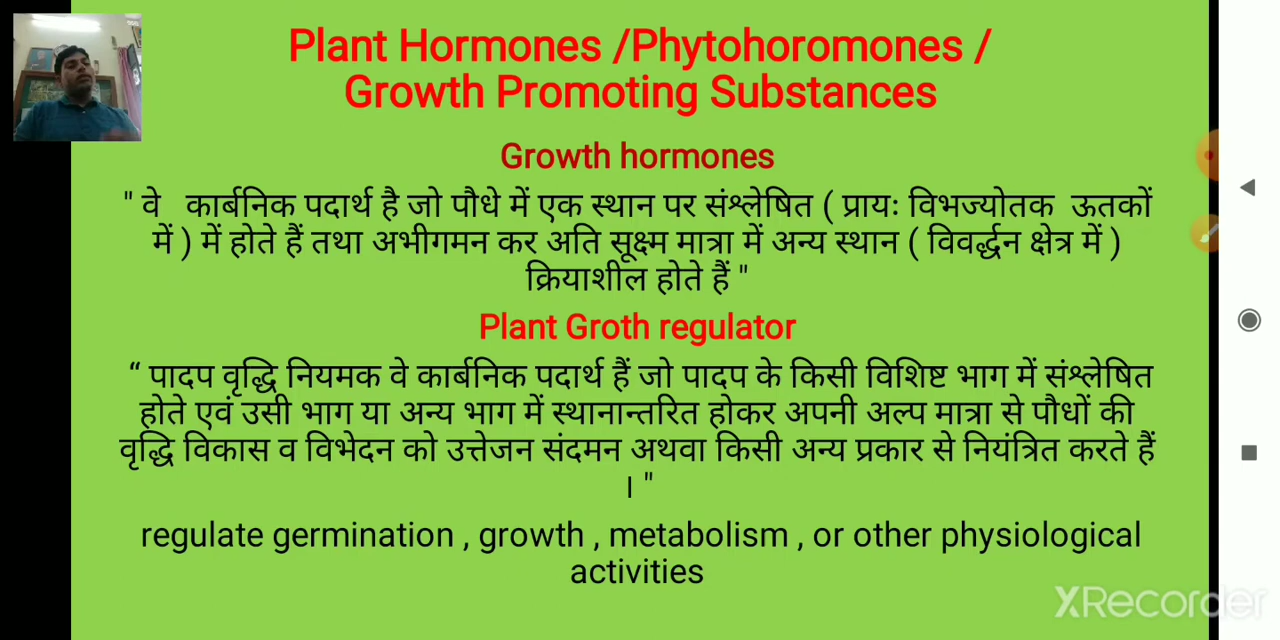 Plant Hormones /Phytohoromones /
Growth Promoting Substances
Growth hormones
" वे कार्बनिक पदार्थ है जो पौधे में एक स्थान पर संश्लेषित ( प्रायः विभज्योतक ऊतकों
में ) में होते हैं तथा अभीगमन कर अति सूक्ष्म मात्रा में अन्य स्थान ( विवर्द्धन क्षेत्र में )
क्रियाशील होते हैं "
Plant Groth regulator
“ पादप वृद्धि नियमक वे कार्बनिक पदार्थ हैं जो पादप के किसी विशिष्ट भाग में संश्लेषित
होते एवं उसी भाग या अन्य भाग में स्थानान्तरित होकर अपनी अल्प मात्रा से पौधों की
वृद्धि विकास व विभेदन को उत्तेजन संदमन अथवा किसी अन्य प्रकार से नियंत्रित करते हैं
। "
regulate germination , growth , metabolism , or other physiological
activities
XRecorder